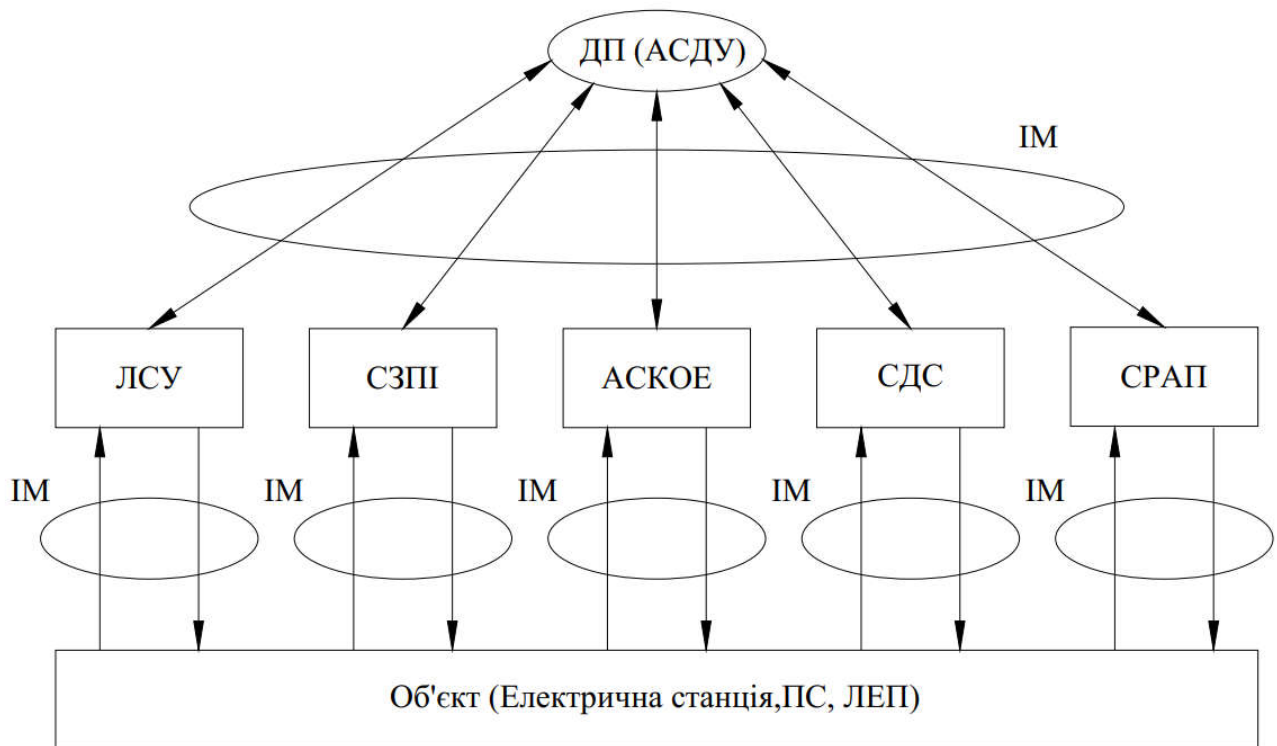 ДП (АСДУ)
ІМ
ЛСУ
СЗПІ
АСКОЕ
СДС
СРАП
ІМ
ІМ
ІМ
ІМ
ІМ
Об'єкт (Електрична станція,ПС, ЛЕП)